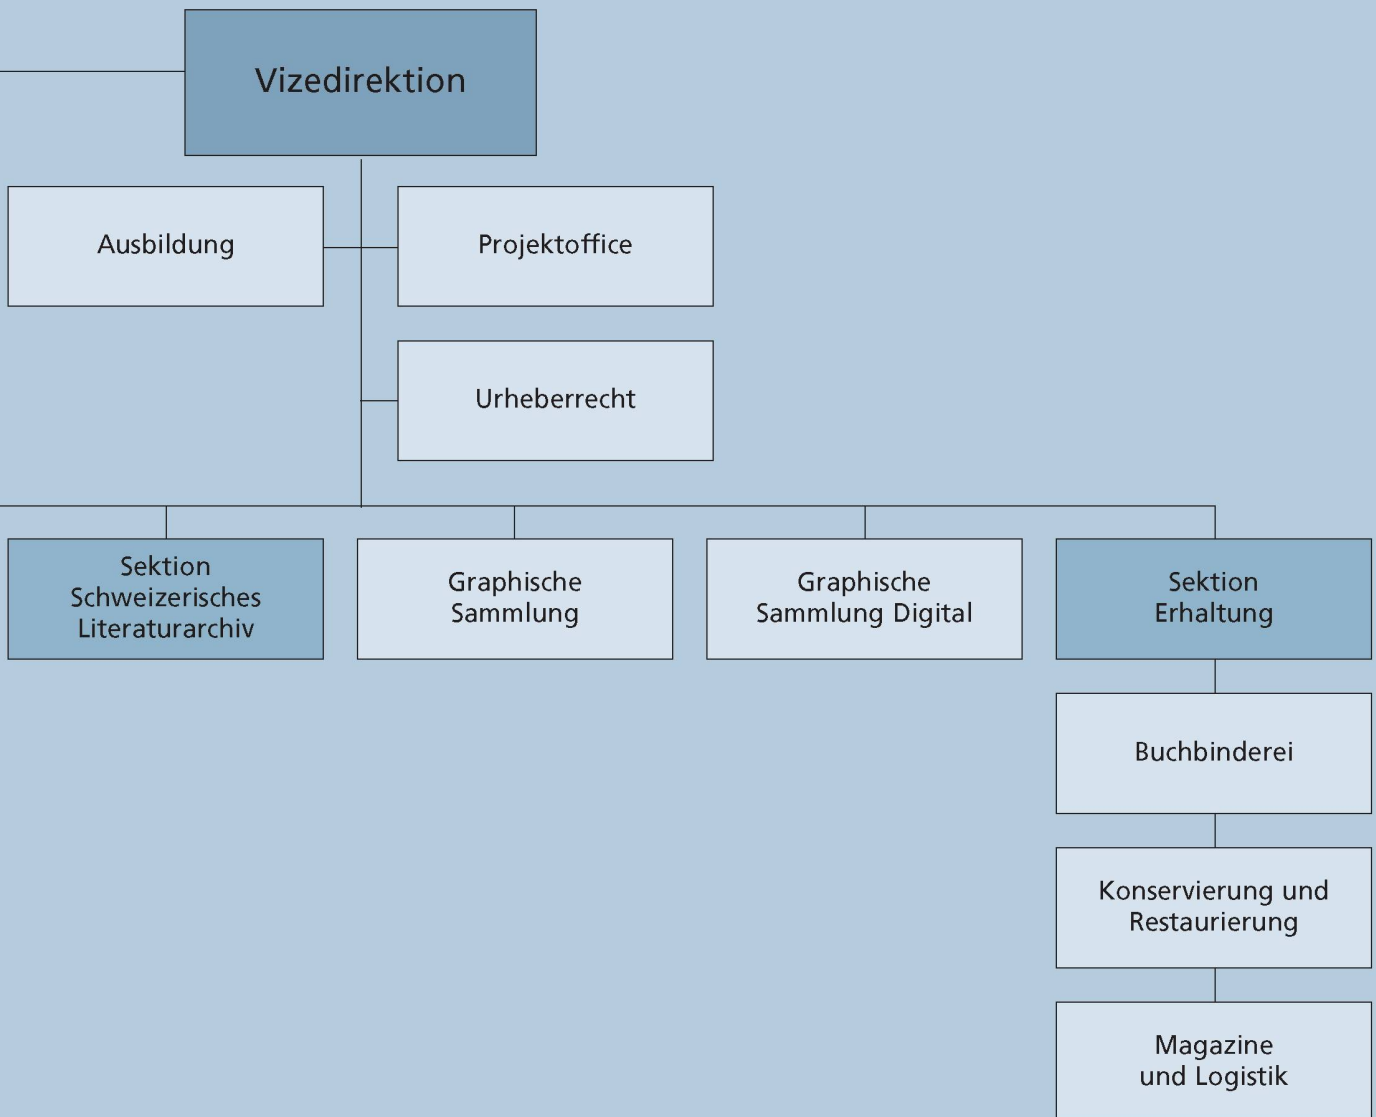 Vizedirektion
Ausbildung
Projektoffice
Urheberrecht
Sektion
Schweizerisches
Literaturarchiv
Graphische
Sammlung
Graphische
Sammlung Digital
Sektion
Erhaltung
Buchbinderei
Konservierung und
Restaurierung
Magazine
und Logistik